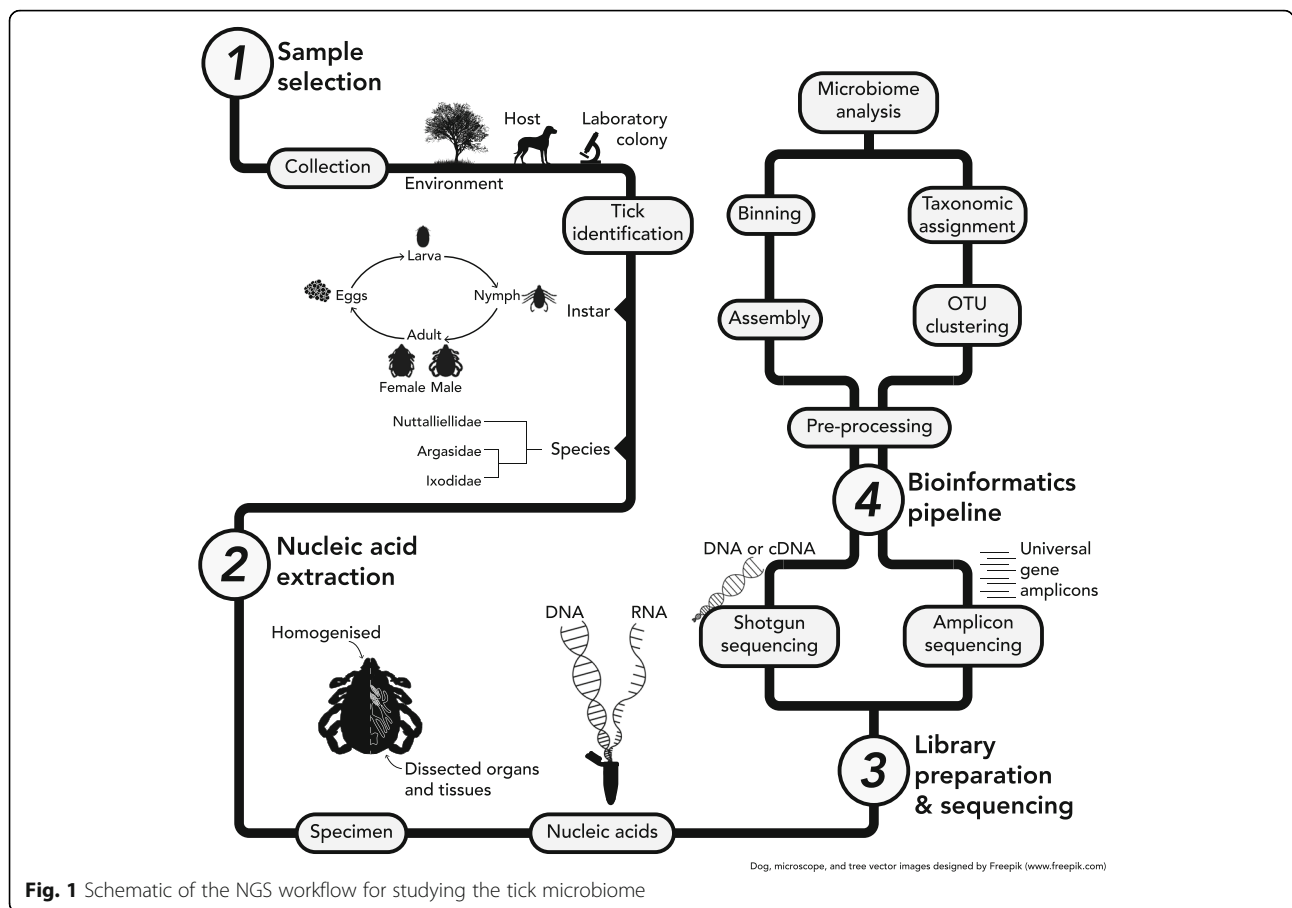 1
Sample
selection
Collection
Environment
Host
Laboratory
colony
Tick
identification
Larva
Eggs
Nymph
Adult
Female Male
Instar
Nuttalliellidae
Argasidae
Ixodidae
Species
2
Nucleic acid
extraction
Homogenised
Dissected organs
and tissues
DNA
RNA
Specimen
Nucleic acids
3
Library
preparation
& sequencing
DNA or cDNA
Shotgun
sequencing
Universal
gene
amplicons
Amplicon
sequencing
4
Bioinformatics
pipeline
Pre-processing
Assembly
OTU
clustering
Binning
Taxonomic
assignment
Microbiome
analysis
Dog, microscope, and tree vector images designed by Freepik (www.freepik.com)
Fig. 1 Schematic of the NGS workflow for studying the tick microbiome